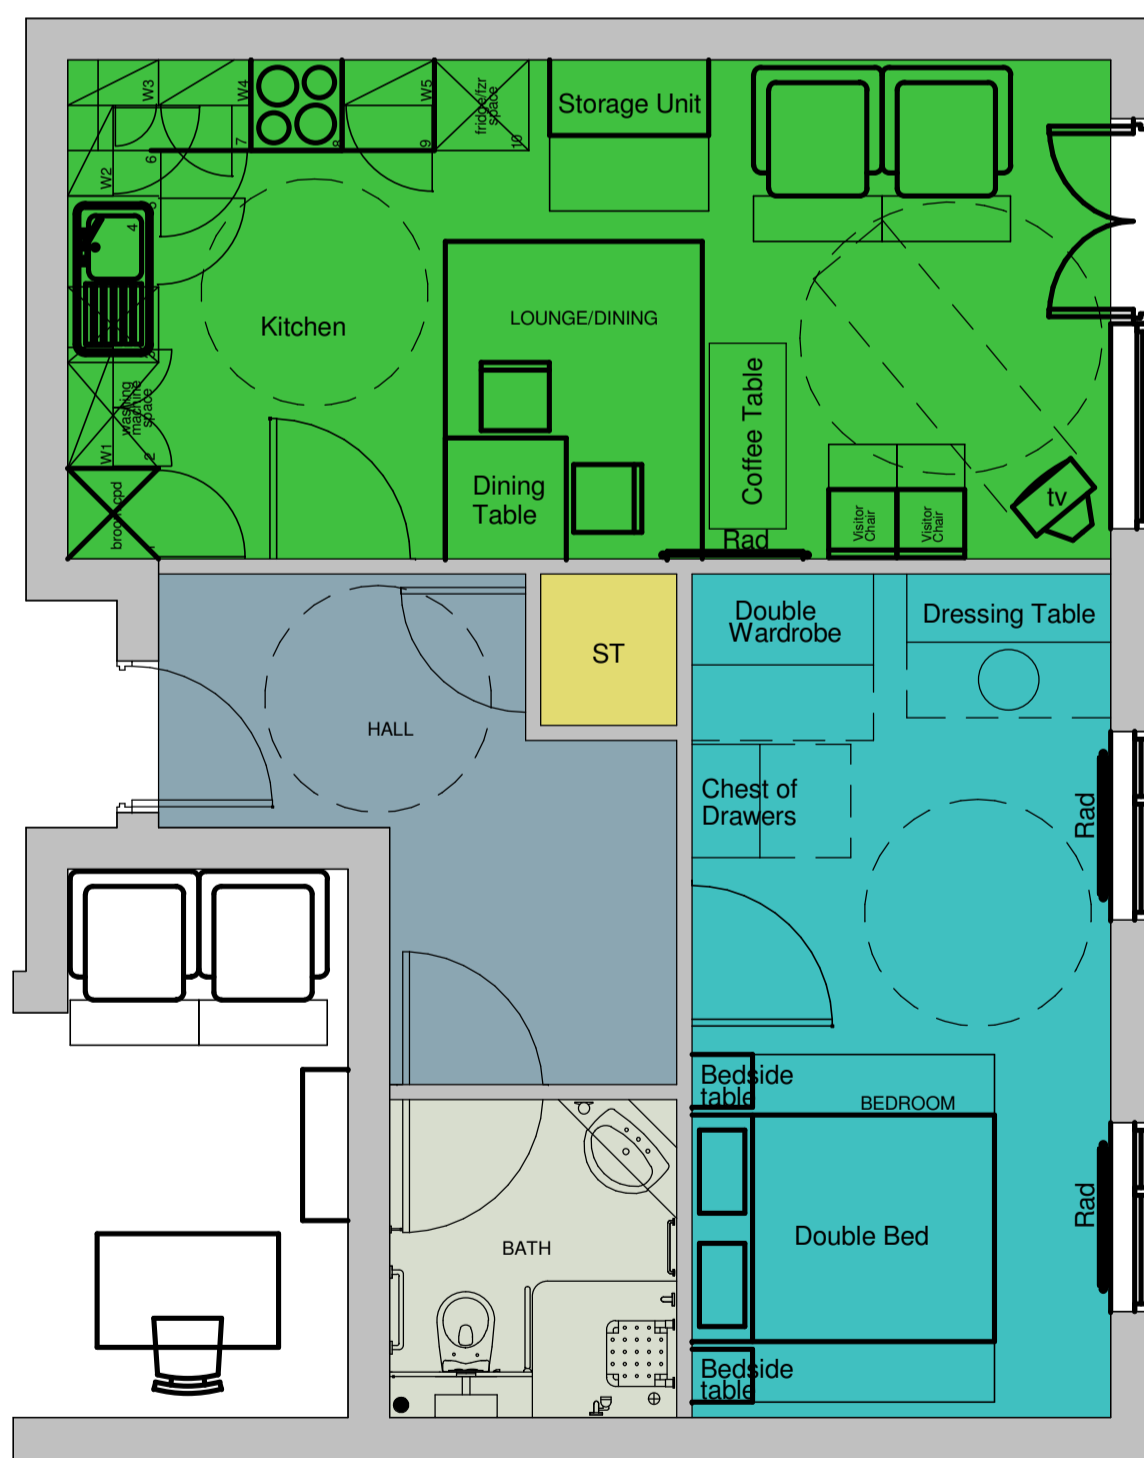 W3
W4
W5
fridge/fzr
space
10
9
8
7
6
W2
5
4
Storage Unit
Kitchen
LOUNGE/DINING
washing
machine
space
W1
2
broom cpd
1
Dining
Table
Coffee Table
Rad
Visitor
Chair
Visitor
Chair
tv
HALL
ST
Double
Wardrobe
Dressing Table
Chest of
Drawers
Rad
Bedside
table
BEDROOM
Double Bed
Rad
Bedside
table
BATH